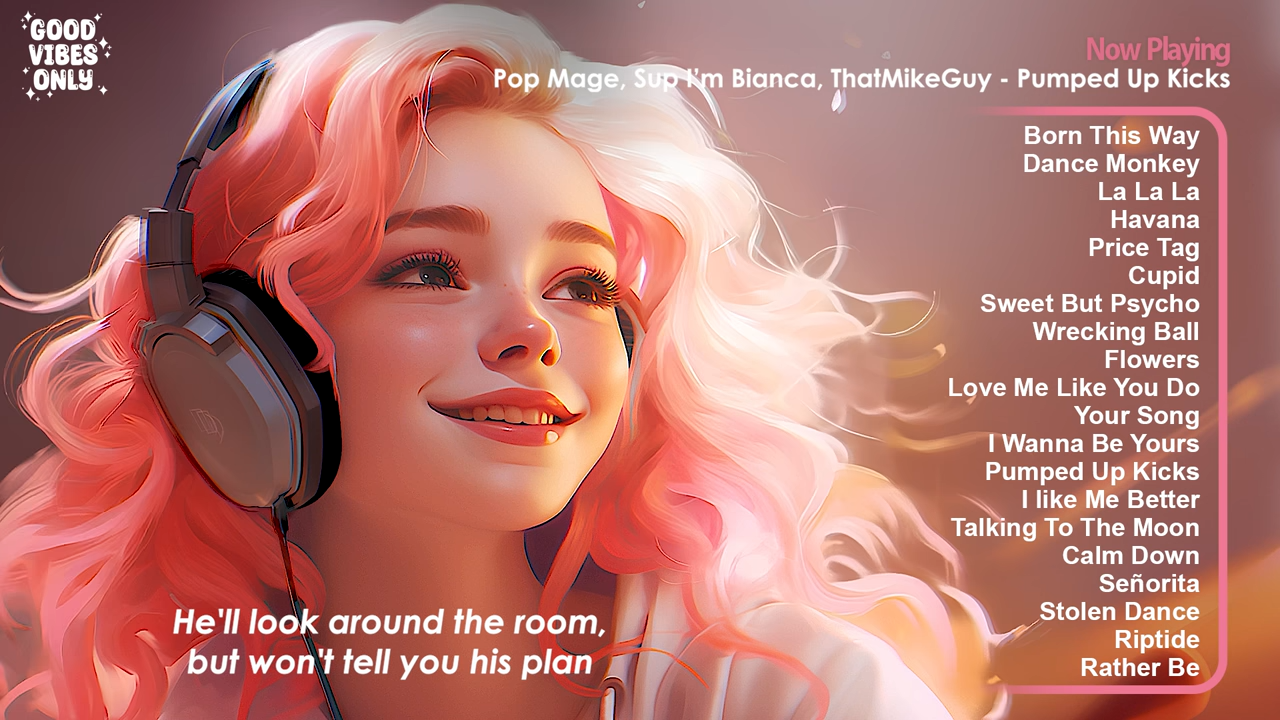 GOOD
VIBES
ONLY
Now Playing
Pop Mage, Sup I'm Bianca, ThatMikeGuy - Pumped Up Kicks
Born This Way
Dance Monkey
La La La
Havana
Price Tag
Cupid
Sweet But Psycho
Wrecking Ball
Flowers
Love Me Like You Do
Your Song
I Wanna Be Yours
Pumped Up Kicks
I like Me Better
Talking To The Moon
Calm Down
Señorita
Stolen Dance
Riptide
Rather Be
He'll look around the room,
but won't tell you his plan